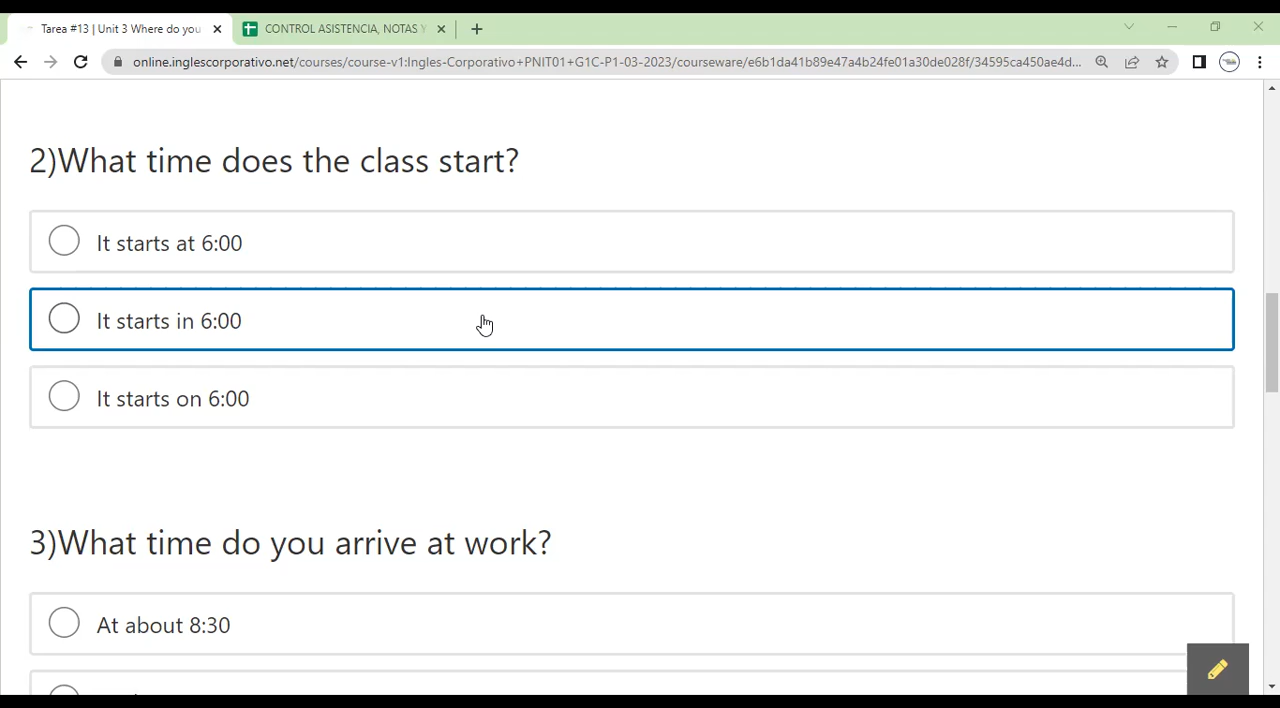 Tarea #13 | Unit 3 Where do you
CONTROL ASISTENCIA, NOTAS Y
online.inglescorporativo.net/courses/course-v1:Ingles-Corporativo+PNIT01+G1C-P1-03-2023/courseware/e6b1da41b89e47a4b24fe01a30de028f/34595ca450ae4d...
2)What time does the class start?
It starts at 6:00
It starts in 6:00
It starts on 6:00
3)What time do you arrive at work?
At about 8:30